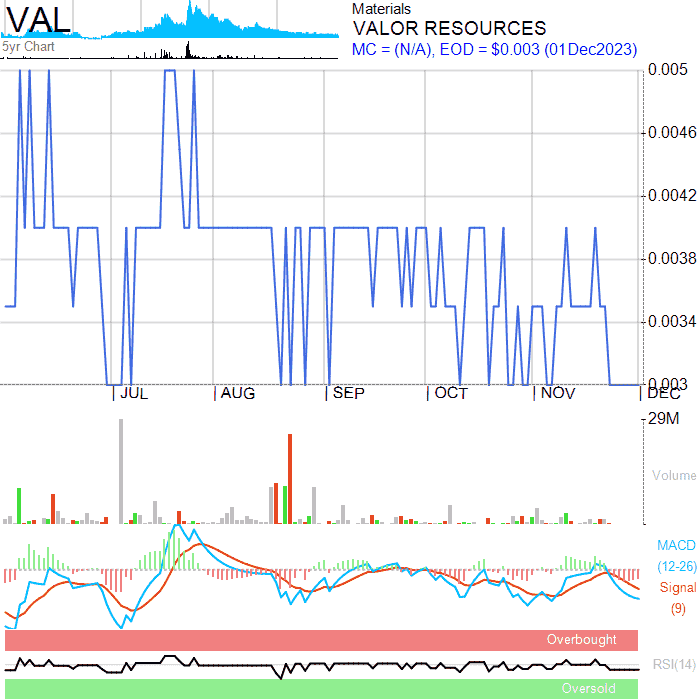 VAL
5yr Chart
Materials
VALOR RESOURCES
MC = (N/A), EOD = $0.003 (01Dec2023)
0.005
0.0046
0.0042
0.0038
0.0034
0.003
JUL AUG SEP OCT NOV DEC
29M
Volume
MACD
(12-26)
Signal
(9)
Overbought
RSI(14)
Oversold